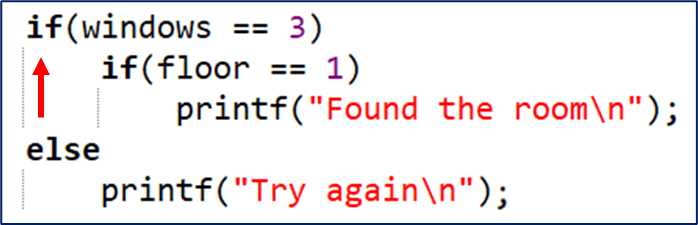 if(windows == 3)
    if(floor == 1)
        printf("Found the room\n");
else
    printf("Try again\n");